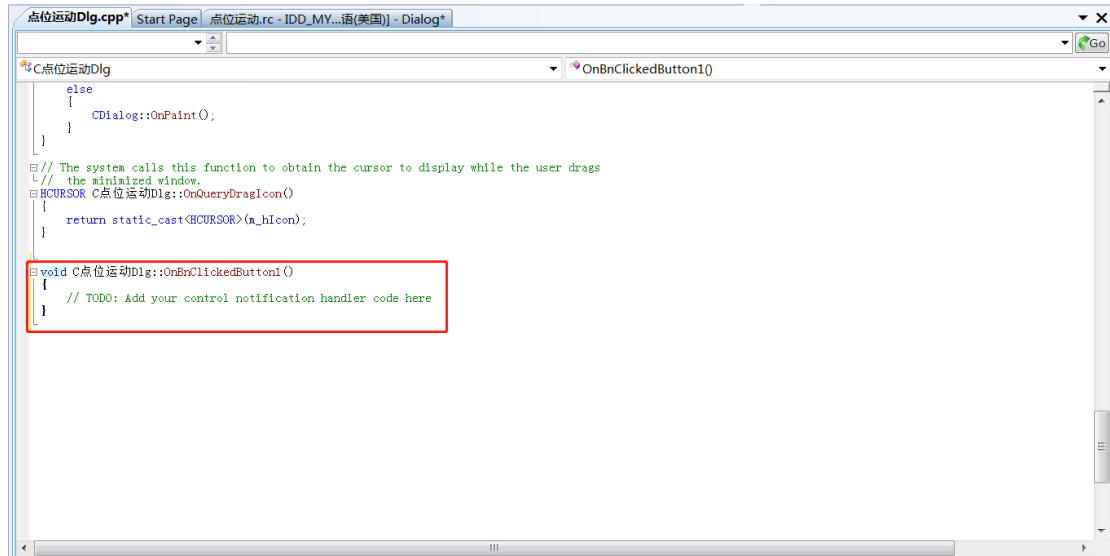 点位运动Dlg.cpp* Start Page 点位运动.rc - IDD_MY...语(美国)] - Dialog*
Go
C点位运动Dlg OnBnClickedButton1()
else
{
CDialog::OnPaint();
}
}
// The system calls this function to obtain the cursor to display while the user drags
// the minimized window.
HCURSOR C点位运动Dlg::OnQueryDragIcon()
{
return static_cast<HCURSOR>(m_hIcon);
}
void C点位运动Dlg::OnBnClickedButton1()
{
// TODO: Add your control notification handler code here
}